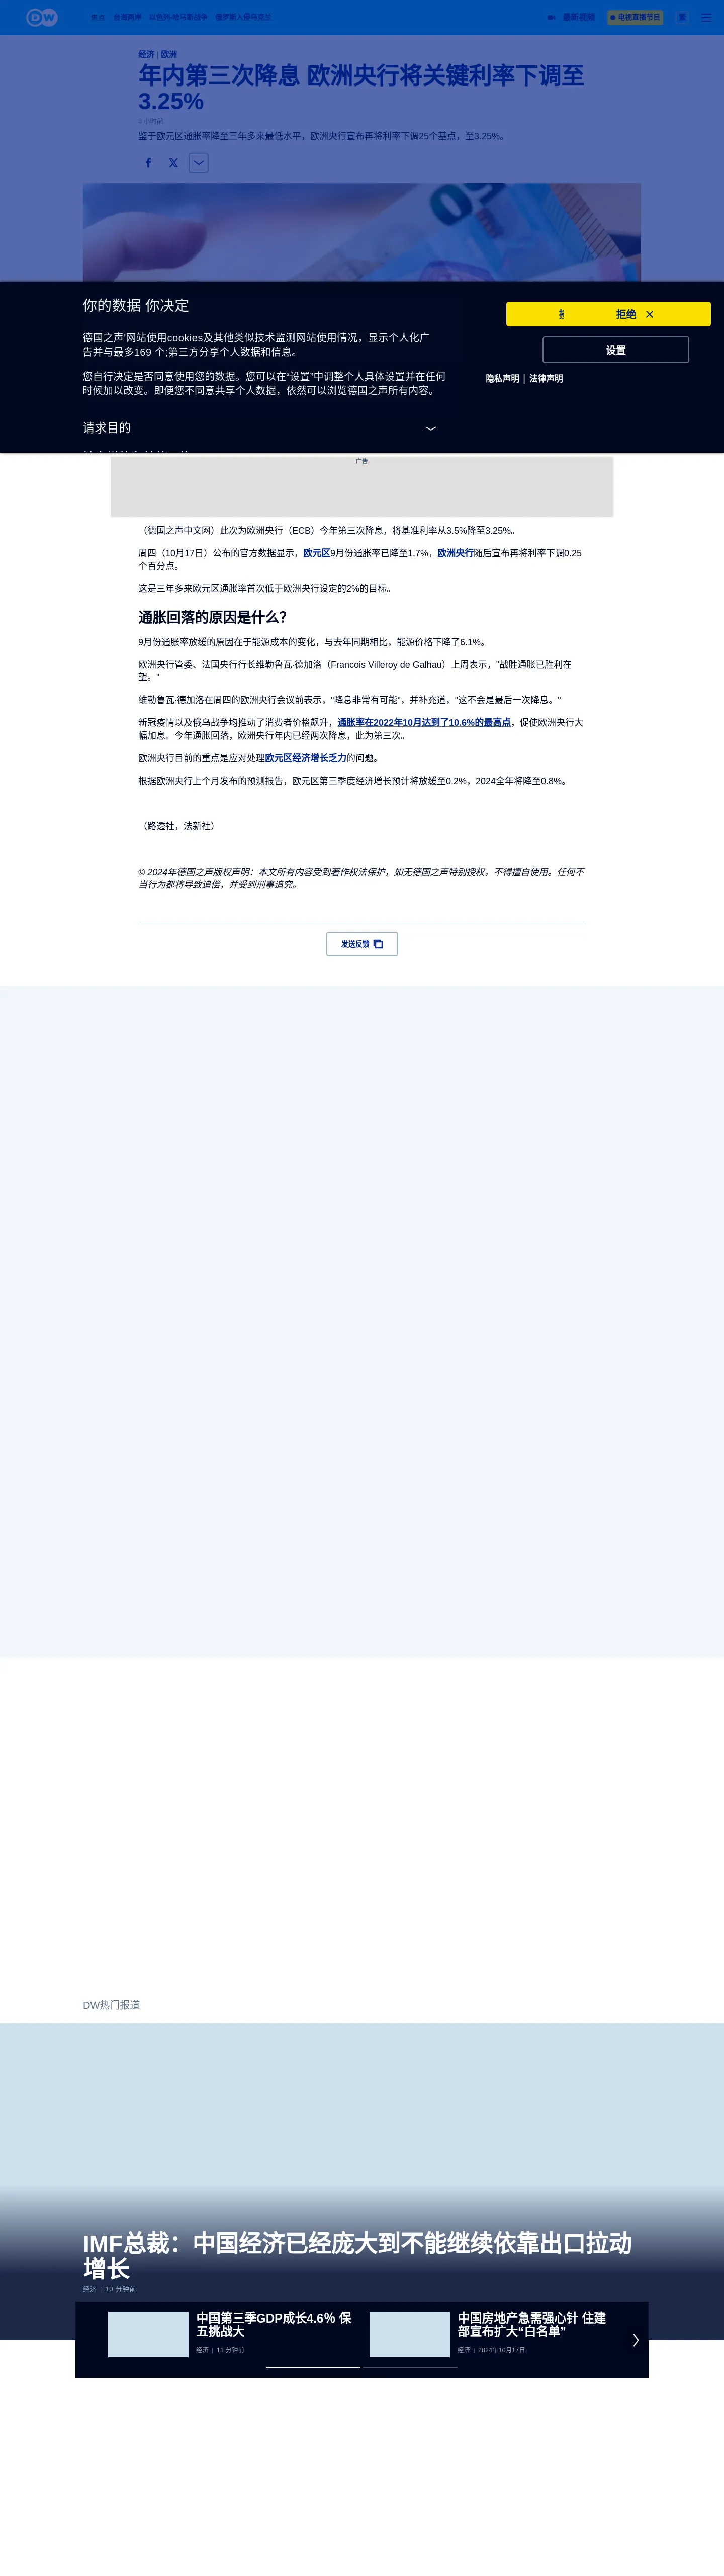 DW
热点 台海两岸 以色列-哈马斯战争 俄罗斯入侵乌克兰 最新视频 电视直播节目 繁
经济 | 欧洲
年内第三次降息 欧洲央行将关键利率下调至
3.25%
3 小时前
鉴于欧元区通胀率降至三年多来最低水平，欧洲央行宣布再将利率下调25个基点，至3.25%。
你的数据 你决定
德国之声'网站使用cookies及其他类似技术监测网站使用情况，显示个人化广
告并与最多169 个;第三方分享个人数据和信息。
您自行决定是否同意使用您的数据。您可以在“设置”中调整个人具体设置并在任何
时候加以改变。即便您不同意共享个人数据，依然可以浏览德国之声所有内容。
请求目的
拒绝
设置
隐私声明 | 法律声明
广告
（德国之声中文网）此次为欧洲央行（ECB）今年第三次降息，将基准利率从3.5%降至3.25%。
周四（10月17日）公布的官方数据显示，欧元区9月份通胀率已降至1.7%，欧洲央行随后宣布再将利率下调0.25
个百分点。
这是三年多来欧元区通胀率首次低于欧洲央行设定的2%的目标。
通胀回落的原因是什么？
9月份通胀率放缓的原因在于能源成本的变化，与去年同期相比，能源价格下降了6.1%。
欧洲央行管委、法国央行行长维勒鲁瓦·德加洛（Francois Villeroy de Galhau）上周表示，"战胜通胀已胜利在
望。"
维勒鲁瓦·德加洛在周四的欧洲央行会议前表示，"降息非常有可能"，并补充道，"这不会是最后一次降息。"
新冠疫情以及俄乌战争均推动了消费者价格飙升，通胀率在2022年10月达到了10.6%的最高点，促使欧洲央行大
幅加息。今年通胀回落，欧洲央行年内已经两次降息，此为第三次。
欧洲央行目前的重点是应对处理欧元区经济增长乏力的问题。
根据欧洲央行上个月发布的预测报告，欧元区第三季度经济增长预计将放缓至0.2%，2024全年将降至0.8%。
（路透社，法新社）
© 2024年德国之声版权声明：本文所有内容受到著作权法保护，如无德国之声特别授权，不得擅自使用。任何不
当行为都将导致追偿，并受到刑事追究。
发送反馈
DW热门报道
IMF总裁：中国经济已经庞大到不能继续依靠出口拉动
增长
经济 | 10 分钟前
中国第三季GDP成长4.6% 保
五挑战大
经济 | 11 分钟前
中国房地产急需强心针 住建
部宣布扩大“白名单”
经济 | 2024年10月17日